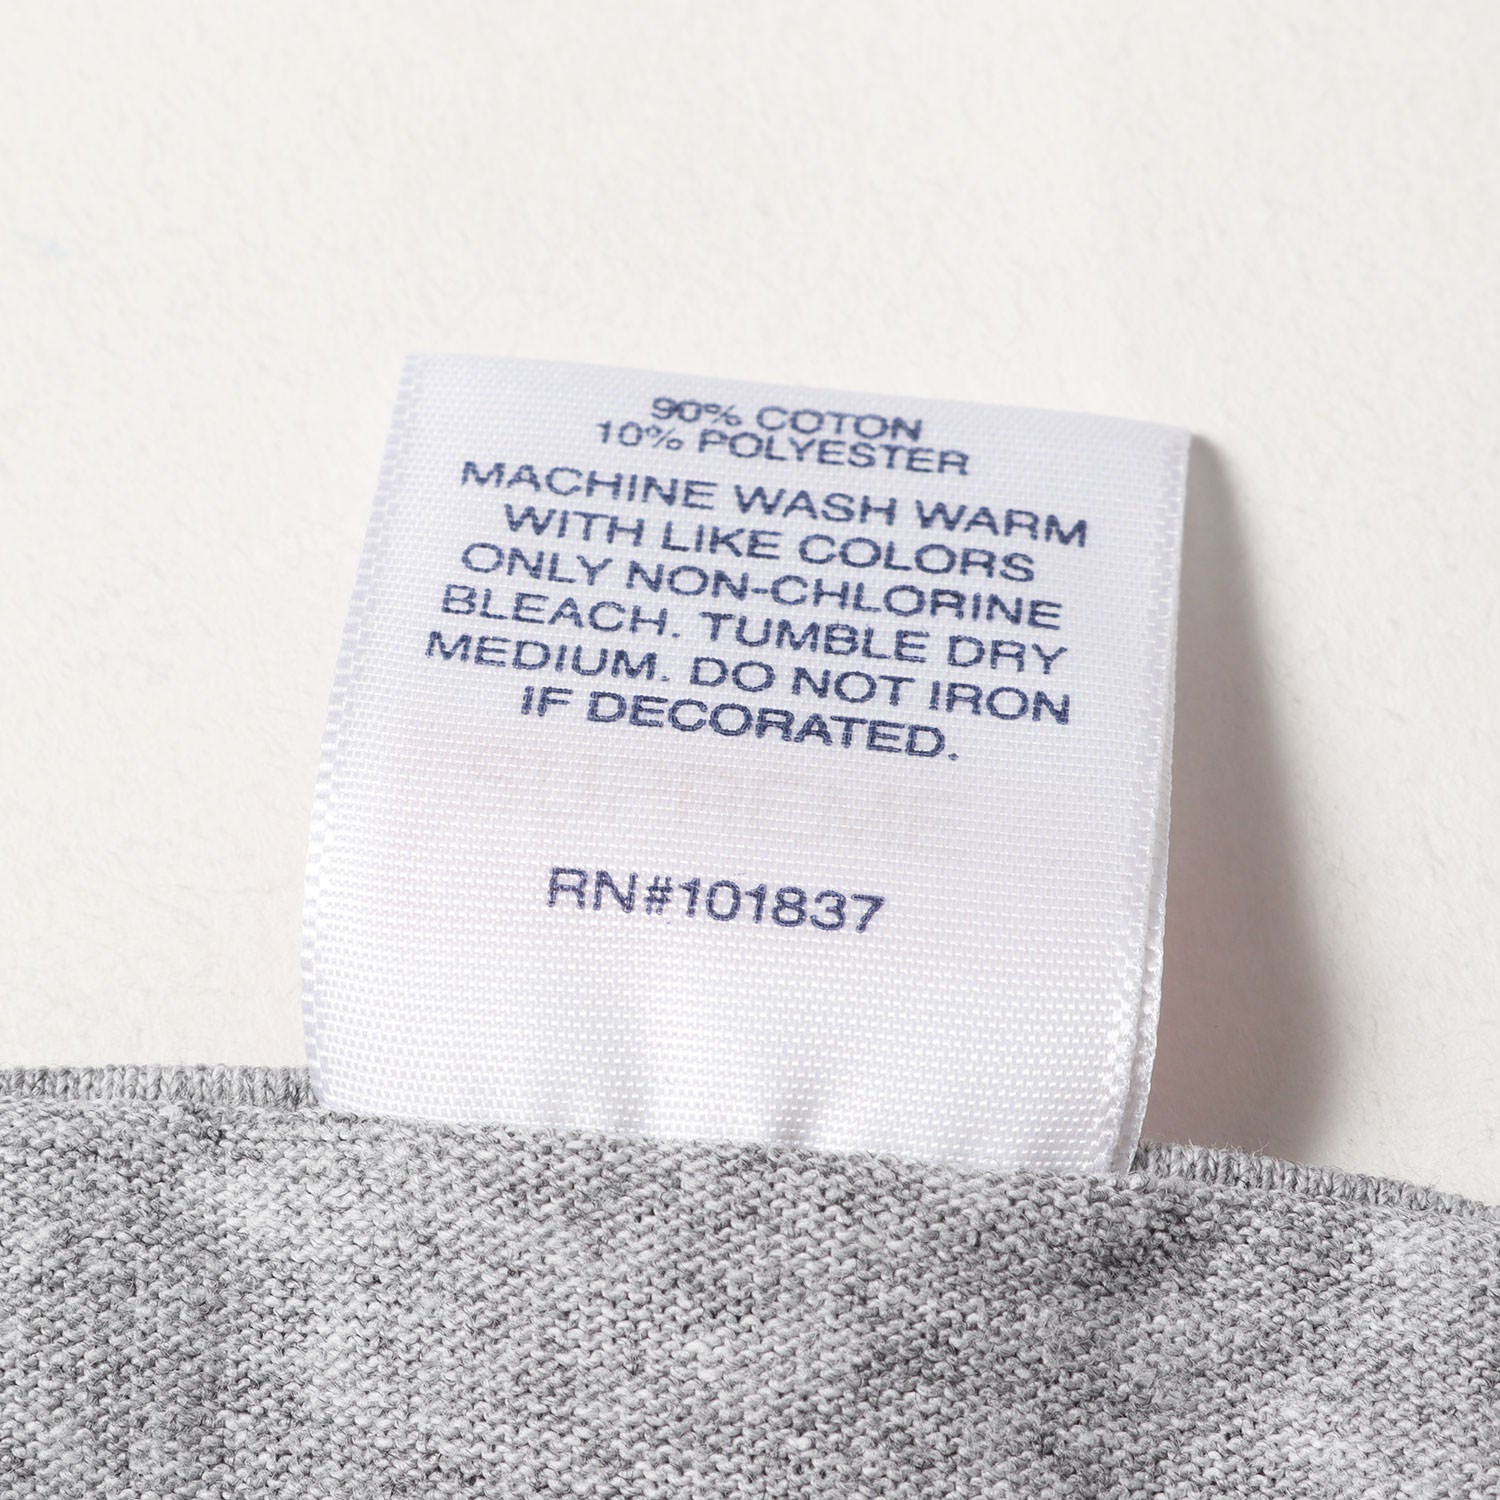 90% COTON
10% POLYESTER
MACHINE WASH WARM
WITH LIKE COLORS
ONLY NON-CHLORINE
BLEACH. TUMBLE DRY
MEDIUM. DO NOT IRON
IF DECORATED.
RN#101837